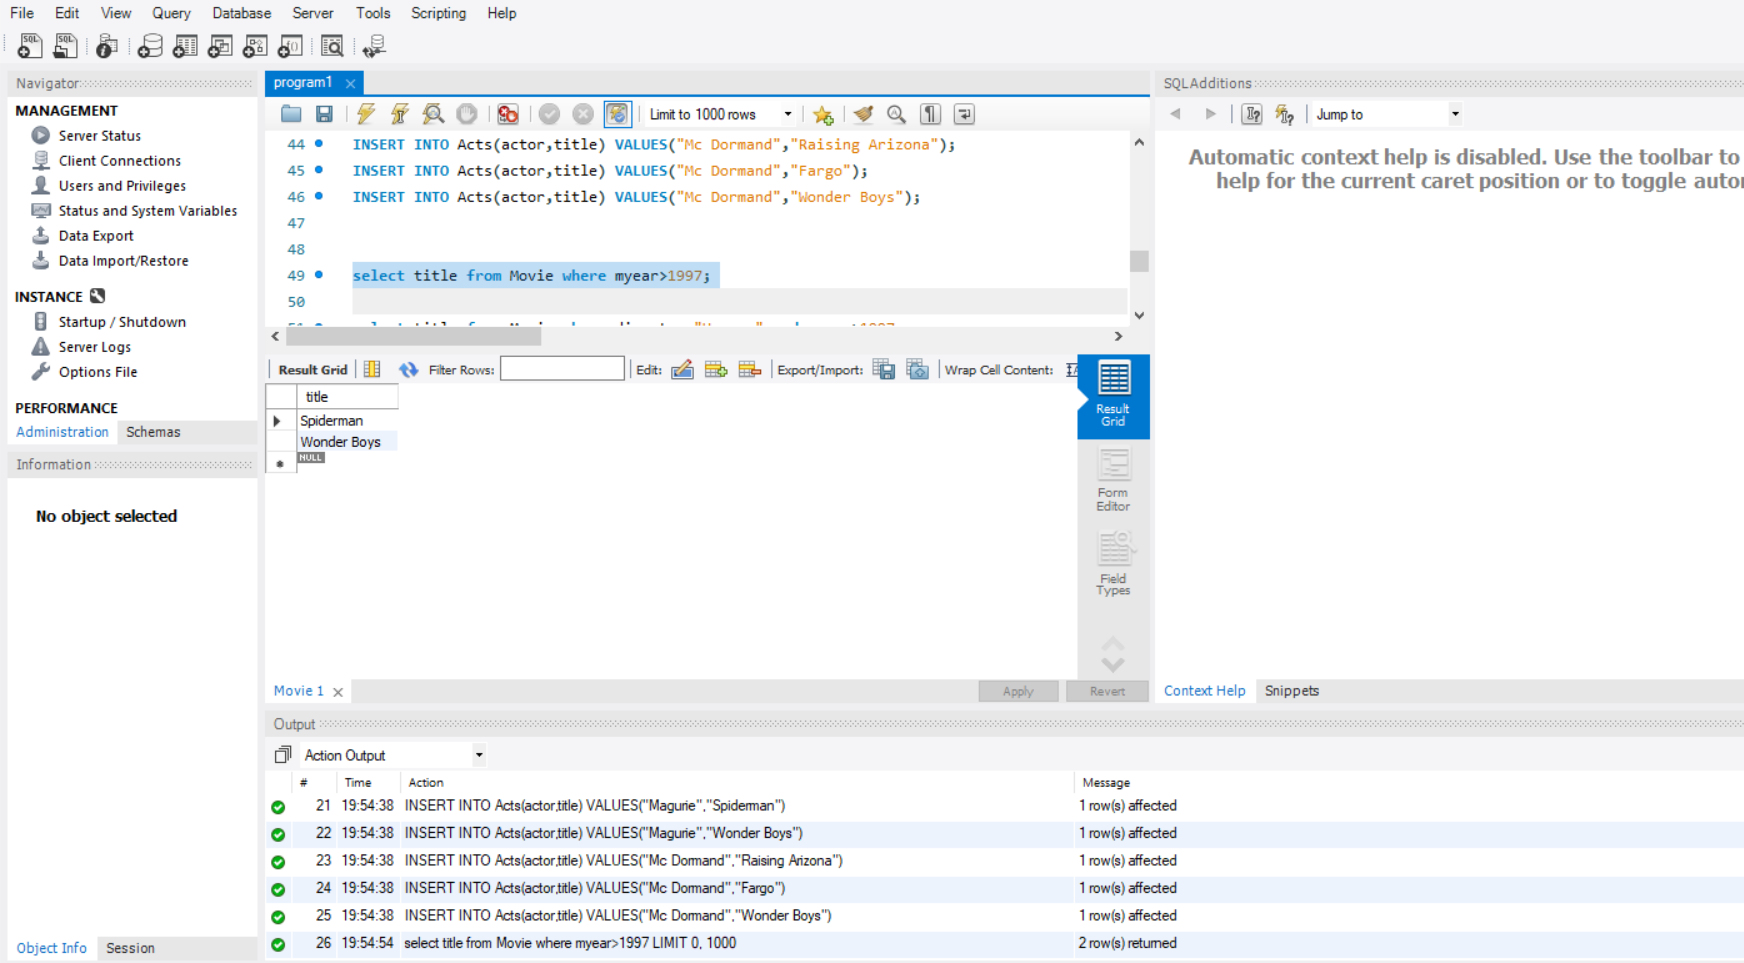 File Edit View Query Database Server Tools Scripting Help
Navigator
MANAGEMENT
Server Status
Client Connections
Users and Privileges
Status and System Variables
Data Export
Data Import/Restore
INSTANCE
Startup / Shutdown
Server Logs
Options File
PERFORMANCE
Administration Schemas
Information
No object selected
Object Info Session
program1
Limit to 1000 rows
44 INSERT INTO Acts(actor,title) VALUES("Mc Dormand","Raising Arizona");
45 INSERT INTO Acts(actor,title) VALUES("Mc Dormand","Fargo");
46 INSERT INTO Acts(actor,title) VALUES("Mc Dormand","Wonder Boys");
47
48
49 select title from Movie where myear>1997;
50
Result Grid Filter Rows: Edit: Export/Import: Wrap Cell Content:
title
Spiderman
Wonder Boys
NULL
Result
Grid
Form
Editor
Field
Types
Movie 1 Apply Revert
SQLAdditions
Jump to
Automatic context help is disabled. Use the toolbar to
help for the current caret position or to toggle
Context Help Snippets
Output
Action Output
# Time Action Message
21 19:54:38 INSERT INTO Acts(actor,title) VALUES("Magurie","Spiderman") 1 row(s) affected
22 19:54:38 INSERT INTO Acts(actor,title) VALUES("Magurie","Wonder Boys") 1 row(s) affected
23 19:54:38 INSERT INTO Acts(actor,title) VALUES("Mc Dormand","Raising Arizona") 1 row(s) affected
24 19:54:38 INSERT INTO Acts(actor,title) VALUES("Mc Dormand","Fargo") 1 row(s) affected
25 19:54:38 INSERT INTO Acts(actor,title) VALUES("Mc Dormand","Wonder Boys") 1 row(s) affected
26 19:54:54 select title from Movie where myear>1997 LIMIT 0, 1000 2 row(s) returned